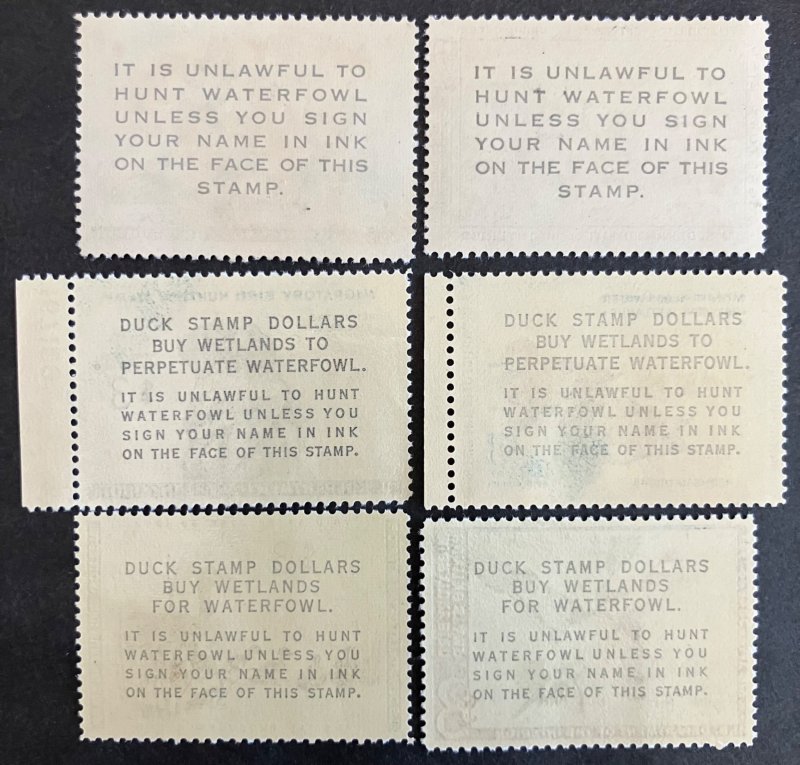 IT IS UNLAWFUL TO
HUNT WATERFOWL
UNLESS YOU SIGN
YOUR NAME IN INK
ON THE FACE OF THIS
STAMP.
IT IS UNLAWFUL TO
HUNT WATERFOWL
UNLESS YOU SIGN
YOUR NAME IN INK
ON THE FACE OF THIS
STAMP.
DUCK STAMP DOLLARS
BUY WETLANDS TO
PERPETUATE WATERFOWL.
IT IS UNLAWFUL TO HUNT
WATERFOWL UNLESS YOU
SIGN YOUR NAME IN INK
ON THE FACE OF THIS STAMP.
DUCK STAMP DOLLARS
BUY WETLANDS TO
PERPETUATE WATERFOWL.
IT IS UNLAWFUL TO HUNT
WATERFOWL UNLESS YOU
SIGN YOUR NAME IN INK
ON THE FACE OF THIS STAMP.
DUCK STAMP DOLLARS
BUY WETLANDS
FOR WATERFOWL.
IT IS UNLAWFUL TO HUNT
WATERFOWL UNLESS YOU
SIGN YOUR NAME IN INK
ON THE FACE OF THIS STAMP.
DUCK STAMP DOLLARS
BUY WETLANDS
FOR WATERFOWL.
IT IS UNLAWFUL TO HUNT
WATERFOWL UNLESS YOU
SIGN YOUR NAME IN INK
ON THE FACE OF THIS STAMP.